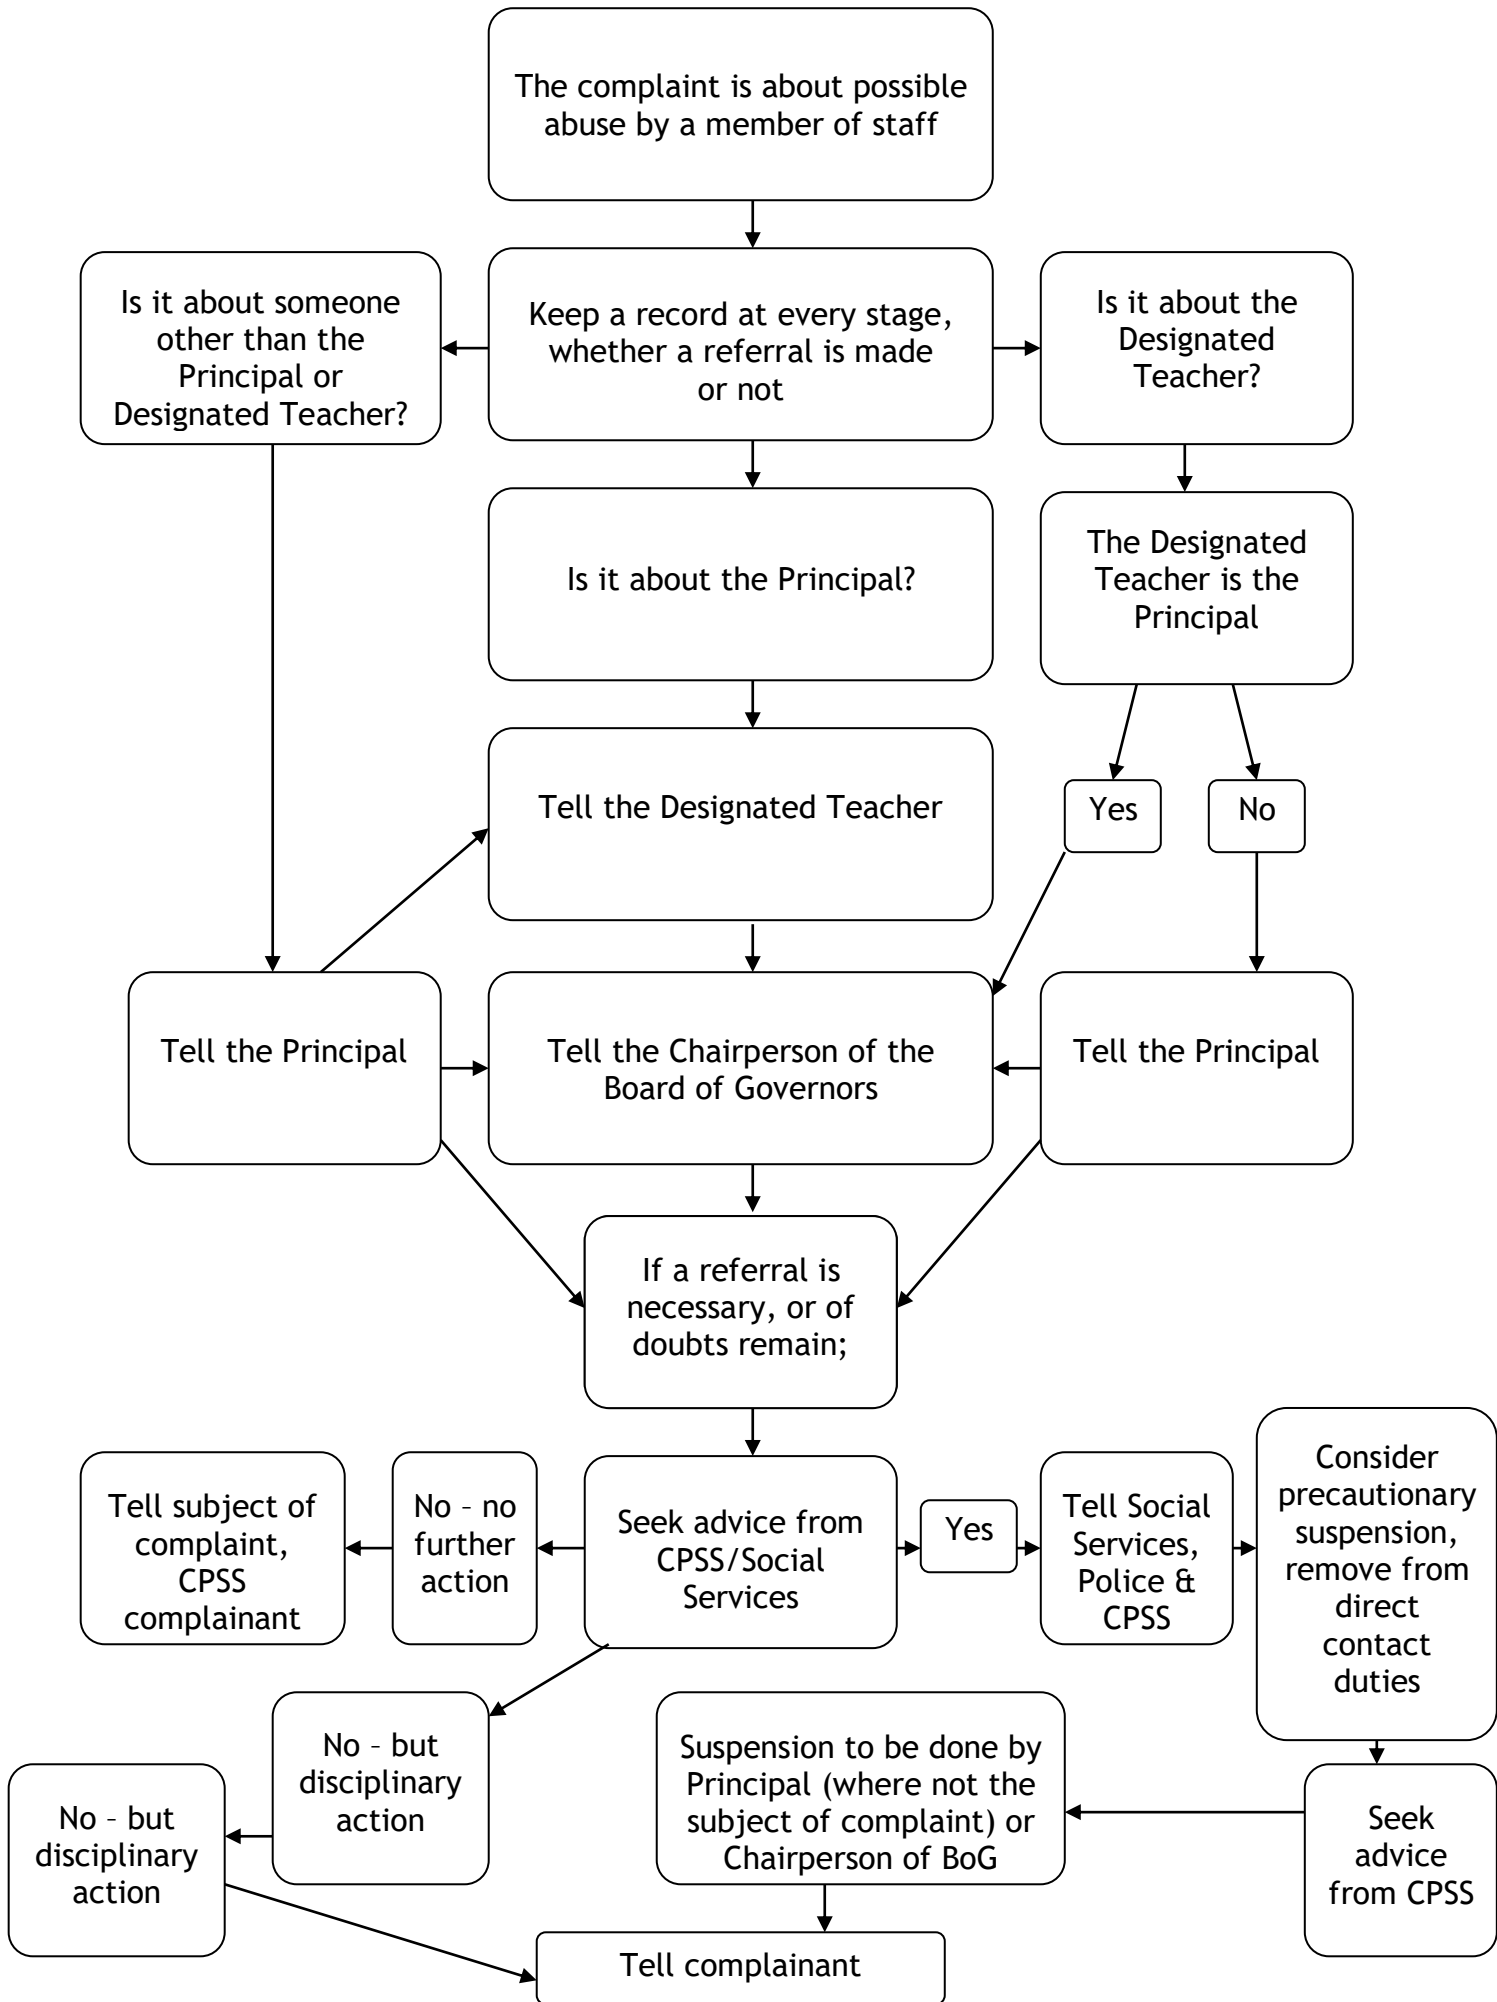 The complaint is about possible
abuse by a member of staff
Is it about someone
other than the
Principal or
Designated Teacher?
Keep a record at every stage,
whether a referral is made
or not
Is it about the
Designated
Teacher?
Is it about the Principal?
The Designated
Teacher is the
Principal
Tell the Designated Teacher
Yes
No
Tell the Principal
Tell the Chairperson of the
Board of Governors
Tell the Principal
If a referral is
necessary, or of
doubts remain;
Tell subject of
complaint,
CPSS
complainant
No – no
further
action
Seek advice from
CPSS/Social
Services
Yes
Tell Social
Services,
Police &
CPSS
Consider
precautionary
suspension,
remove from
direct
contact
duties
No – but
disciplinary
action
No – but
disciplinary
action
Suspension to be done by
Principal (where not the
subject of complaint) or
Chairperson of BoG
Seek
advice
from CPSS
Tell complainant